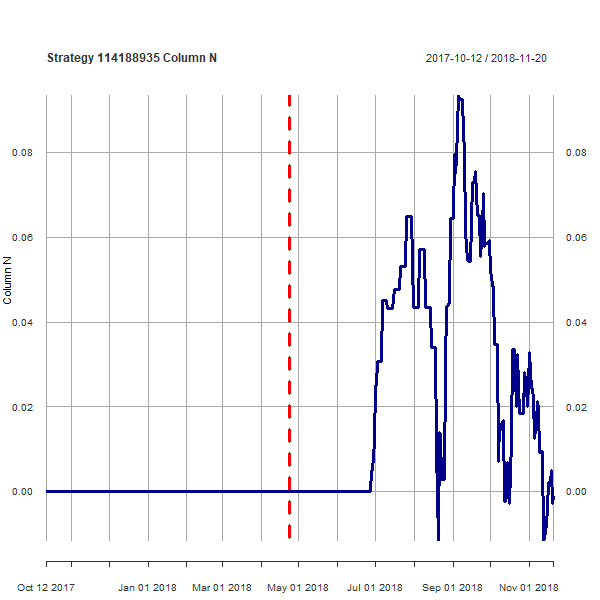 Strategy 114188935 Column N
2017-10-12 / 2018-11-20
0.08
0.08
0.06
0.06
Column N
0.04
0.04
0.02
0.02
0.00
0.00
Oct 12 2017
Jan 01 2018
Mar 01 2018
May 01 2018
Jul 01 2018
Sep 01 2018
Nov 01 2018